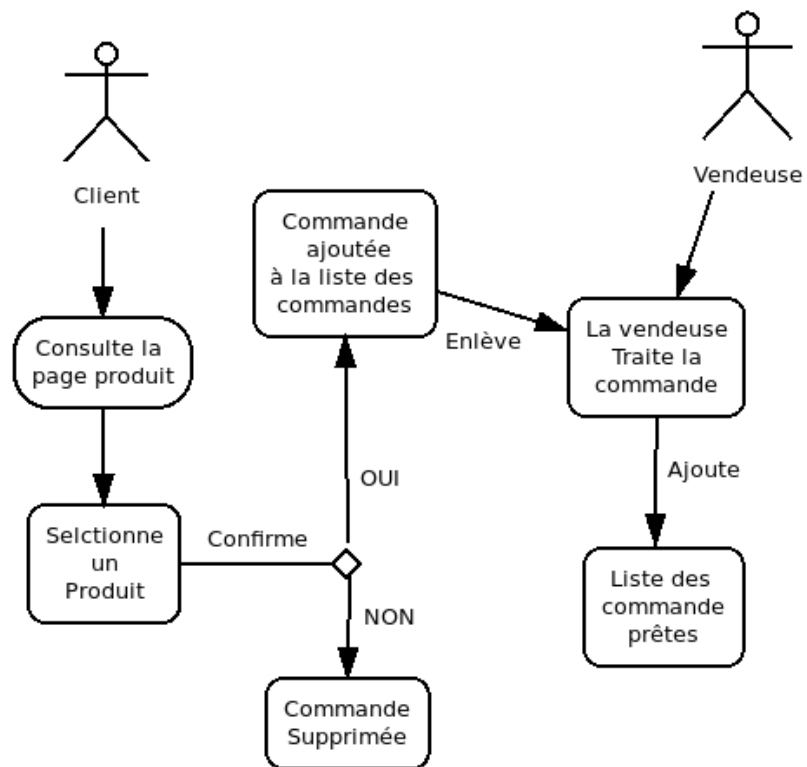 Client
Vendeuse
Commande
ajoutée
à la liste des
commandes
Enlève
La vendeuse
Traite la
commande
Consulte la
page produit
Ajoute
OUI
Selctionne
un
Produit
Confirme
Liste des
commande
prêtes
NON
Commande
Supprimée